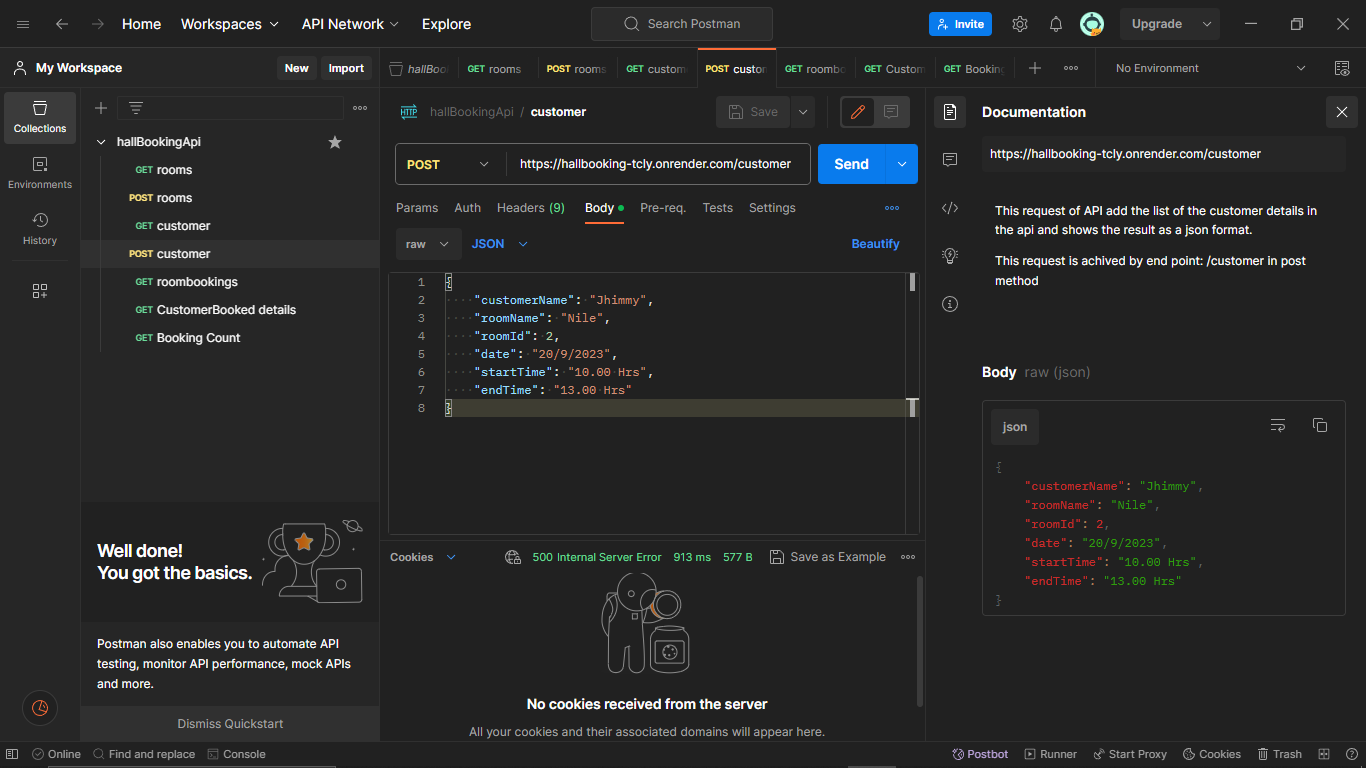 Home Workspaces API Network Explore Search Postman Invite Upgrade
My Workspace New Import
hallBoo GET rooms POST rooms GET custom POST custor GET roombo GET Custom GET Booking No Environment
Collections
Environments
History
hallBookingApi
GET rooms
POST rooms
GET customer
POST customer
GET roombookings
GET CustomerBooked details
GET Booking Count
Well done!
You got the basics.
Postman also enables you to automate API
testing, monitor API performance, mock APIs
and more.
Dismiss Quickstart
HTTP hallBookingApi / customer Save
POST https://hallbooking-tcly.onrender.com/customer Send
Params Auth Headers (9) Body Pre-req. Tests Settings
raw JSON Beautify
1 {
2 "customerName": "Jhimmy",
3 "roomName": "Nile",
4 "roomId": 2,
5 "date": "20/9/2023",
6 "startTime": "10.00 Hrs",
7 "endTime": "13.00 Hrs"
8 }
Cookies 500 Internal Server Error 913 ms 577 B Save as Example
No cookies received from the server
All your cookies and their associated domains will appear here.
Documentation
https://hallbooking-tcly.onrender.com/customer
This request of API add the list of the customer details in
the api and shows the result as a json format.
This request is achived by end point: /customer in post
method
Body raw (json)
json
{
"customerName": "Jhimmy",
"roomName": "Nile",
"roomId": 2,
"date": "20/9/2023",
"startTime": "10.00 Hrs",
"endTime": "13.00 Hrs"
}
Online Find and replace Console Postbot Runner Start Proxy Cookies Trash